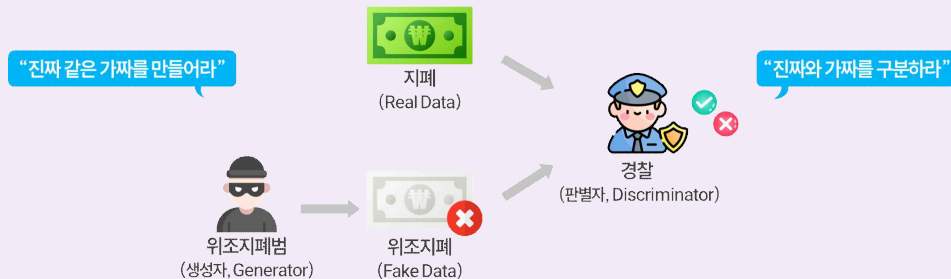 “진짜 같은 가짜를 만들어라”
지폐
(Real Data)
“진짜와 가짜를 구분하라”
경찰
(판별자, Discriminator)
위조지폐범
(생성자, Generator)
위조지폐
(Fake Data)